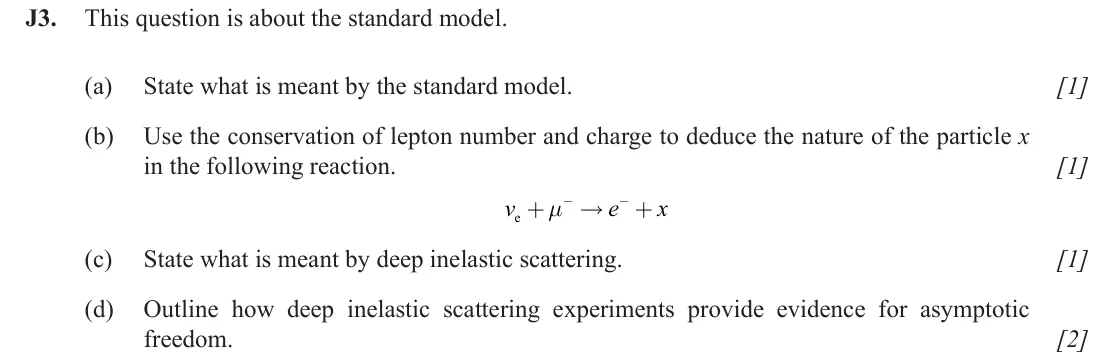 J3. This question is about the standard model.
(a) State what is meant by the standard model. [1]
(b) Use the conservation of lepton number and charge to deduce the nature of the particle x
in the following reaction. [1]
νₑ + μ⁻ → e⁻ + x
(c) State what is meant by deep inelastic scattering. [1]
(d) Outline how deep inelastic scattering experiments provide evidence for asymptotic
freedom. [2]